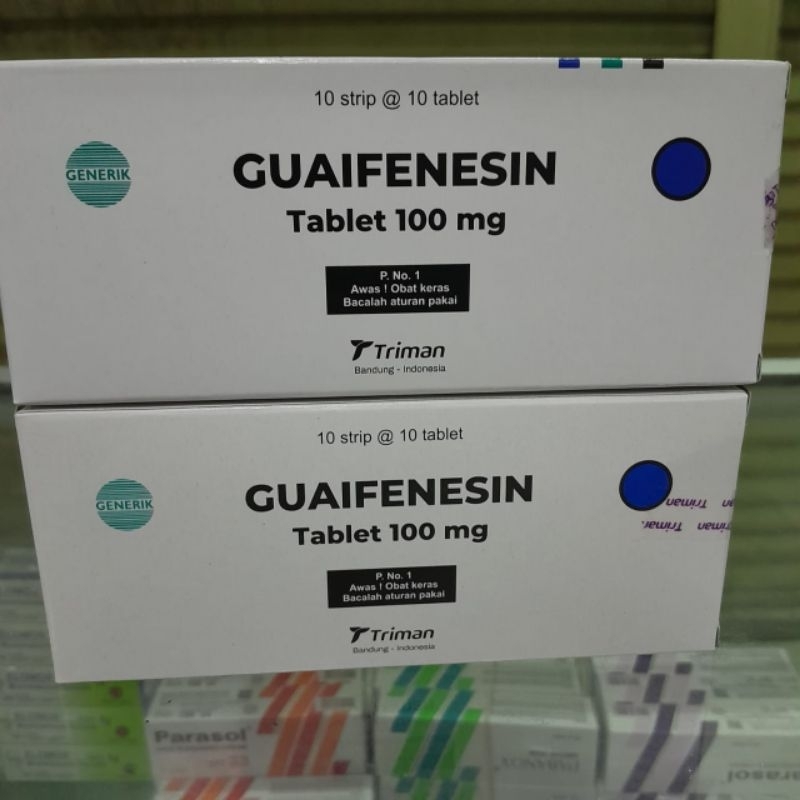 10 strip @ 10 tablet
GENERIK
GUAIFENESIN
Tablet 100 mg
P. No. 1
Awas ! Obat keras
Bacalah aturan pakai
Triman
Bandung - Indonesia
10 strip @ 10 tablet
GENERIK
GUAIFENESIN
Tablet 100 mg
P. No. 1
Awas ! Obat keras
Bacalah aturan pakai
Triman
Bandung - Indonesia
Triman
Triman
Parasol